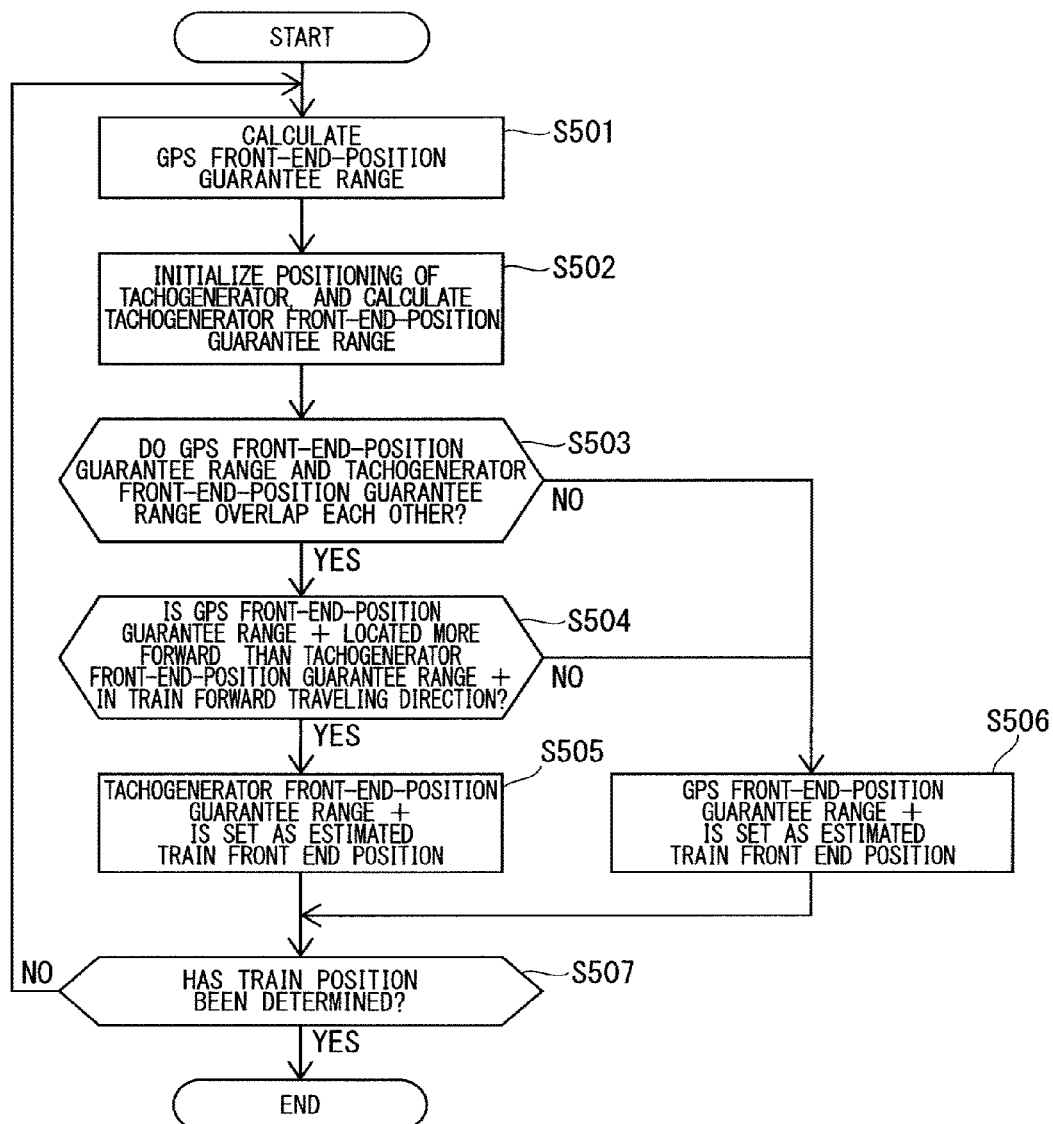 START
CALCULATE
GPS FRONT-END-POSITION
GUARANTEE RANGE
S501
INITIALIZE POSITIONING OF
TACHOGENERATOR, AND CALCULATE
TACHOGENERATOR FRONT-END-POSITION
GUARANTEE RANGE
S502
DO GPS FRONT-END-POSITION
GUARANTEE RANGE AND TACHOGENERATOR
FRONT-END-POSITION GUARANTEE
RANGE OVERLAP EACH OTHER?
S503
NO
YES
IS GPS FRONT-END-POSITION
GUARANTEE RANGE + LOCATED MORE
FORWARD THAN TACHOGENERATOR
FRONT-END-POSITION GUARANTEE RANGE +
IN TRAIN FORWARD TRAVELING DIRECTION?
S504
NO
YES
TACHOGENERATOR FRONT-END-POSITION
GUARANTEE RANGE +
IS SET AS ESTIMATED
TRAIN FRONT END POSITION
S505
GPS FRONT-END-POSITION
GUARANTEE RANGE +
IS SET AS ESTIMATED
TRAIN FRONT END POSITION
S506
HAS TRAIN POSITION
BEEN DETERMINED?
S507
NO
YES
END